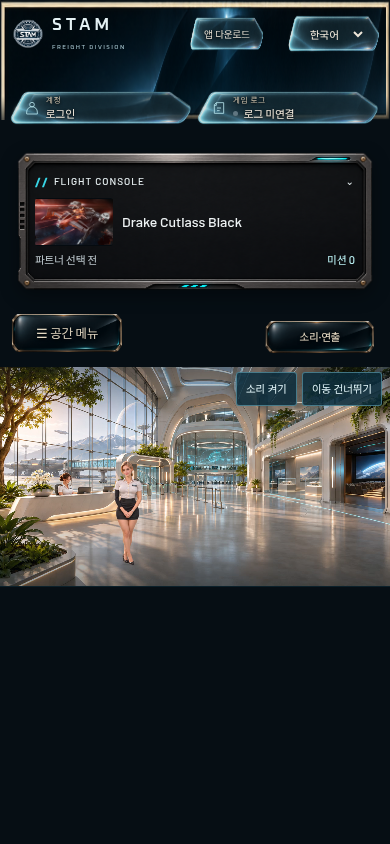 STAM
FREIGHT DIVISION
STAM
앱 다운로드
한국어
계정
로그인
게임 로그
로그 미연결
// FLIGHT CONSOLE
Drake Cutlass Black
파트너 선택 전
미션 0
☰ 공간 메뉴
소리·연출
소리 켜기
이동 건너뛰기